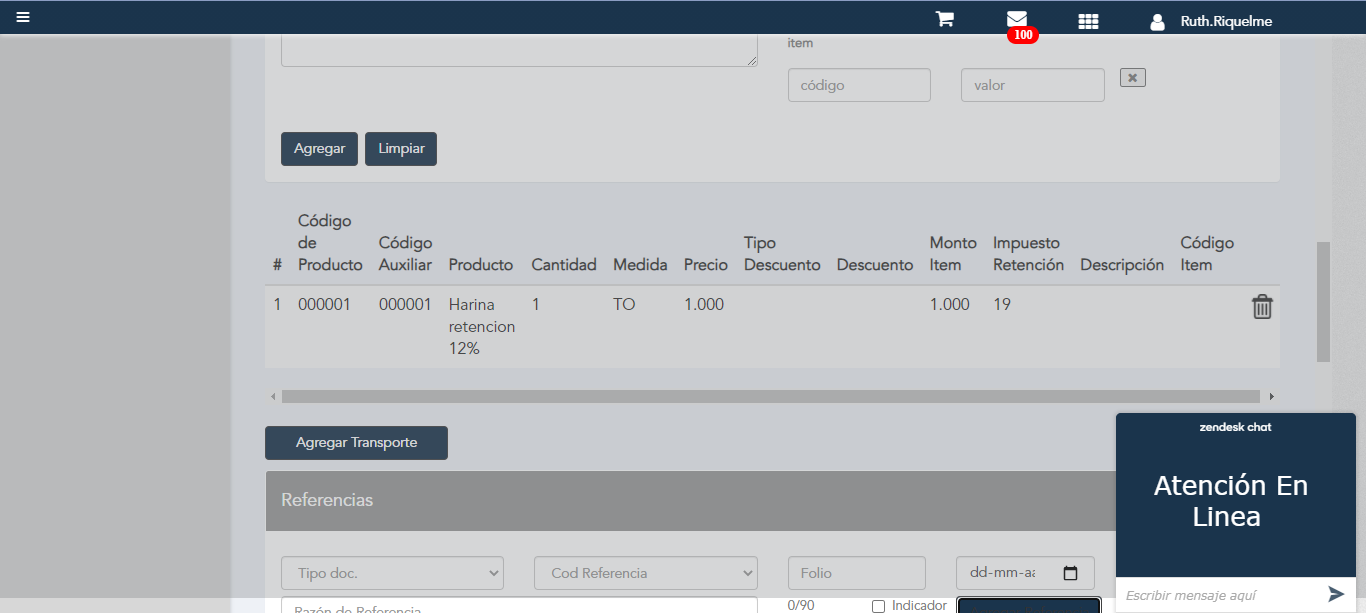 Ruth.Riquelme
100
item
código
valor
Agregar
Limpiar
# Código de Producto Código Auxiliar Producto Cantidad Medida Precio Tipo Descuento Descuento Monto Item Impuesto Retención Descripción Código Item
1 000001 000001 Harina retencion 12% 1 TO 1.000 1.000 19
Agregar Transporte
Referencias
Tipo doc.
Cod Referencia
Folio
dd-mm-aa
Razón de Referencia
0/90
Indicador
zendesk chat
Atención En
Linea
Escribir mensaje aquí